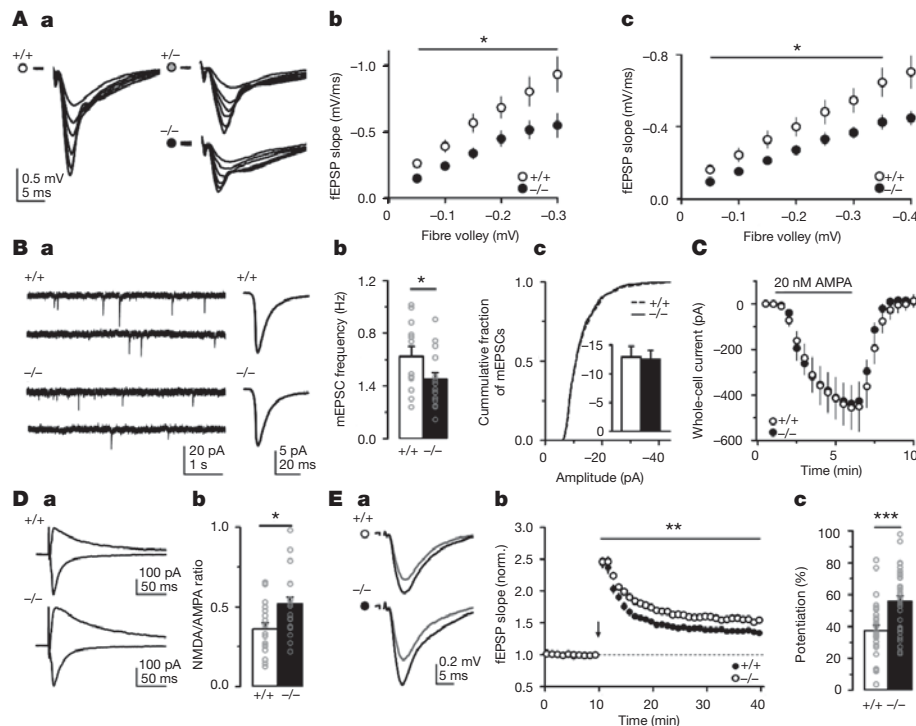 A a
+/+
+/−
−/−
0.5 mV
5 ms
b
fEPSP slope (mV/ms)
−1.0
−0.5
0.0
*
+/+
−/−
0 −0.1 −0.2 −0.3
Fibre volley (mV)
c
fEPSP slope (mV/ms)
−0.8
−0.4
−0.0
*
+/+
−/−
0 −0.1 −0.2 −0.3 −0.4
Fibre volley (mV)
B a
+/+
+/+
−/−
−/−
20 pA
1 s
5 pA
20 ms
b
mEPSC frequency (Hz)
1.2
0.8
1.4
0.0
*
+/+ −/−
c
Cummulative fraction
of mEPSCs
1.0
0.5
0.0
+/+
−/−
−15
−10
−5
0
0 −20 −40
Amplitude (pA)
C
20 nM AMPA
Whole-cell current (pA)
0
−200
−400
−600
+/+
−/−
0 5 10
Time (min)
D a
+/+
100 pA
50 ms
−/−
100 pA
50 ms
b
NMDA/AMPA ratio
1.0
0.5
0.0
*
+/+ −/−
E a
+/+
−/−
0.2 mV
5 ms
b
fEPSP slope (norm.)
3.0
2.5
2.0
1.5
1.0
0.5
**
+/+
−/−
0 10 20 30 40
Time (min)
c
Potentiation (%)
100
80
60
40
20
0
***
+/+ −/−